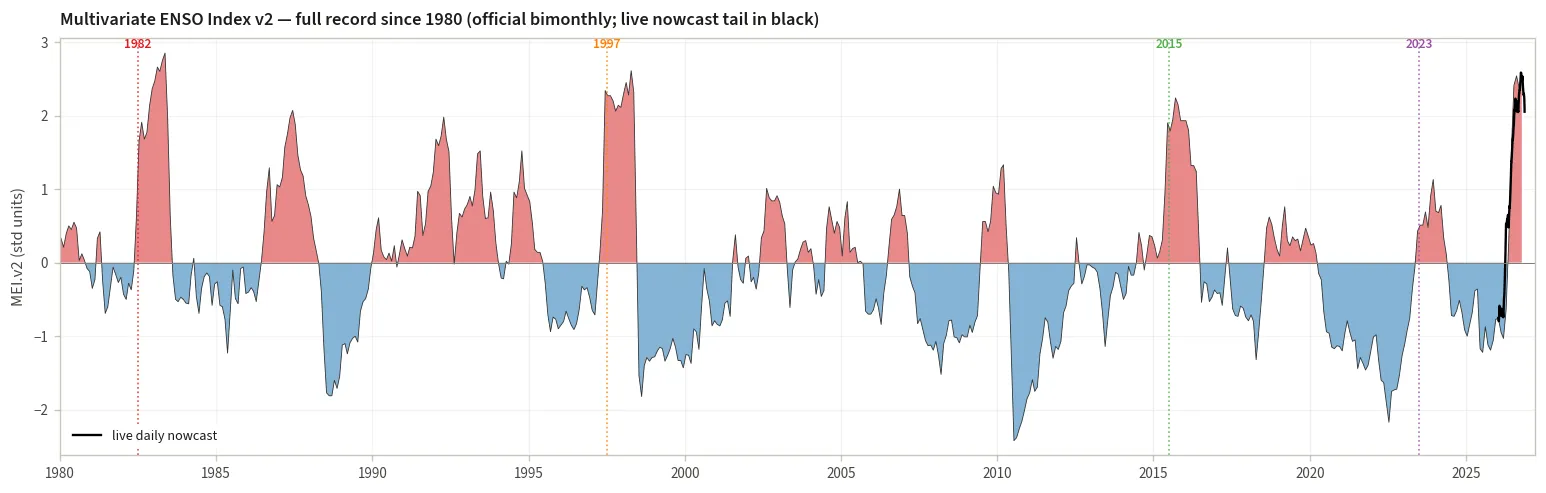 Multivariate ENSO Index v2 — full record since 1980 (official bimonthly; live nowcast tail in black)
1982 1997 2015 2023
3
2
1
0
−1
−2
MEI.v2 (std units)
live daily nowcast
1980 1985 1990 1995 2000 2005 2010 2015 2020 2025